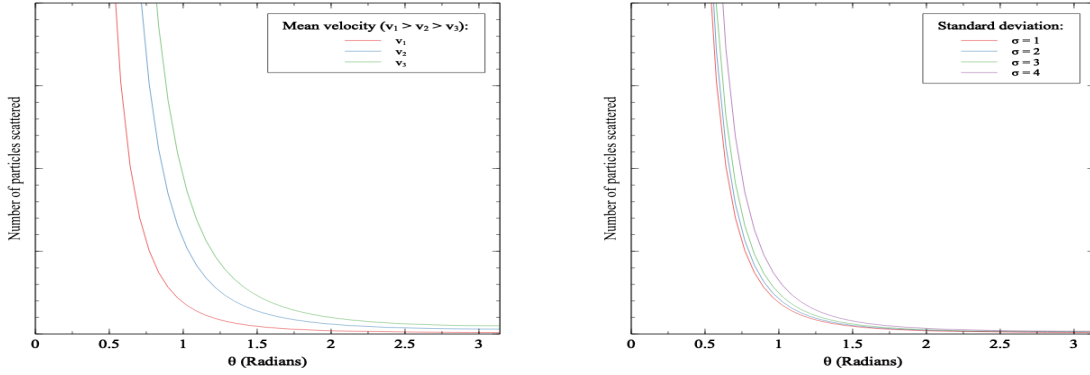 Mean velocity (v₁ > v₂ > v₃):
v₁
v₂
v₃
Number of particles scattered
0 0.5 1 1.5 2 2.5 3
θ (Radians)
Standard deviation:
σ = 1
σ = 2
σ = 3
σ = 4
Number of particles scattered
0 0.5 1 1.5 2 2.5 3
θ (Radians)